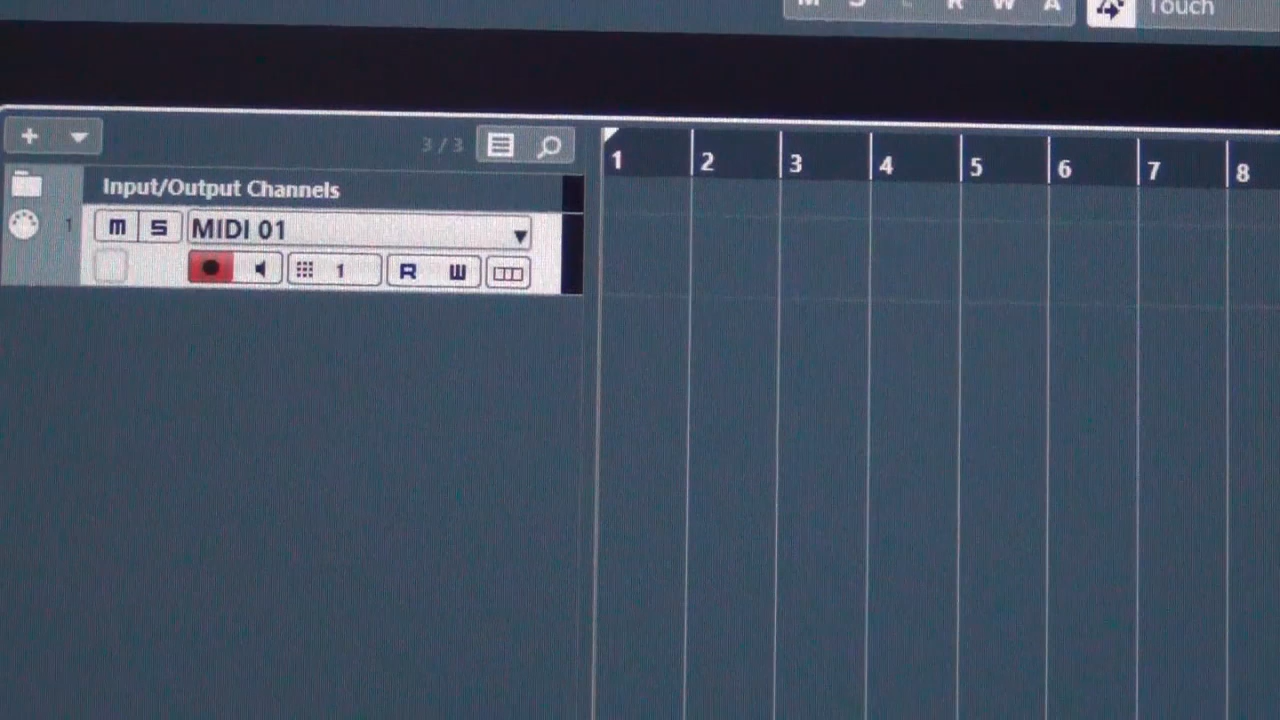 M S L R W A Touch
3 / 3
1 2 3 4 5 6 7 8
Input/Output Channels
1 m S MIDI 01
1 R W